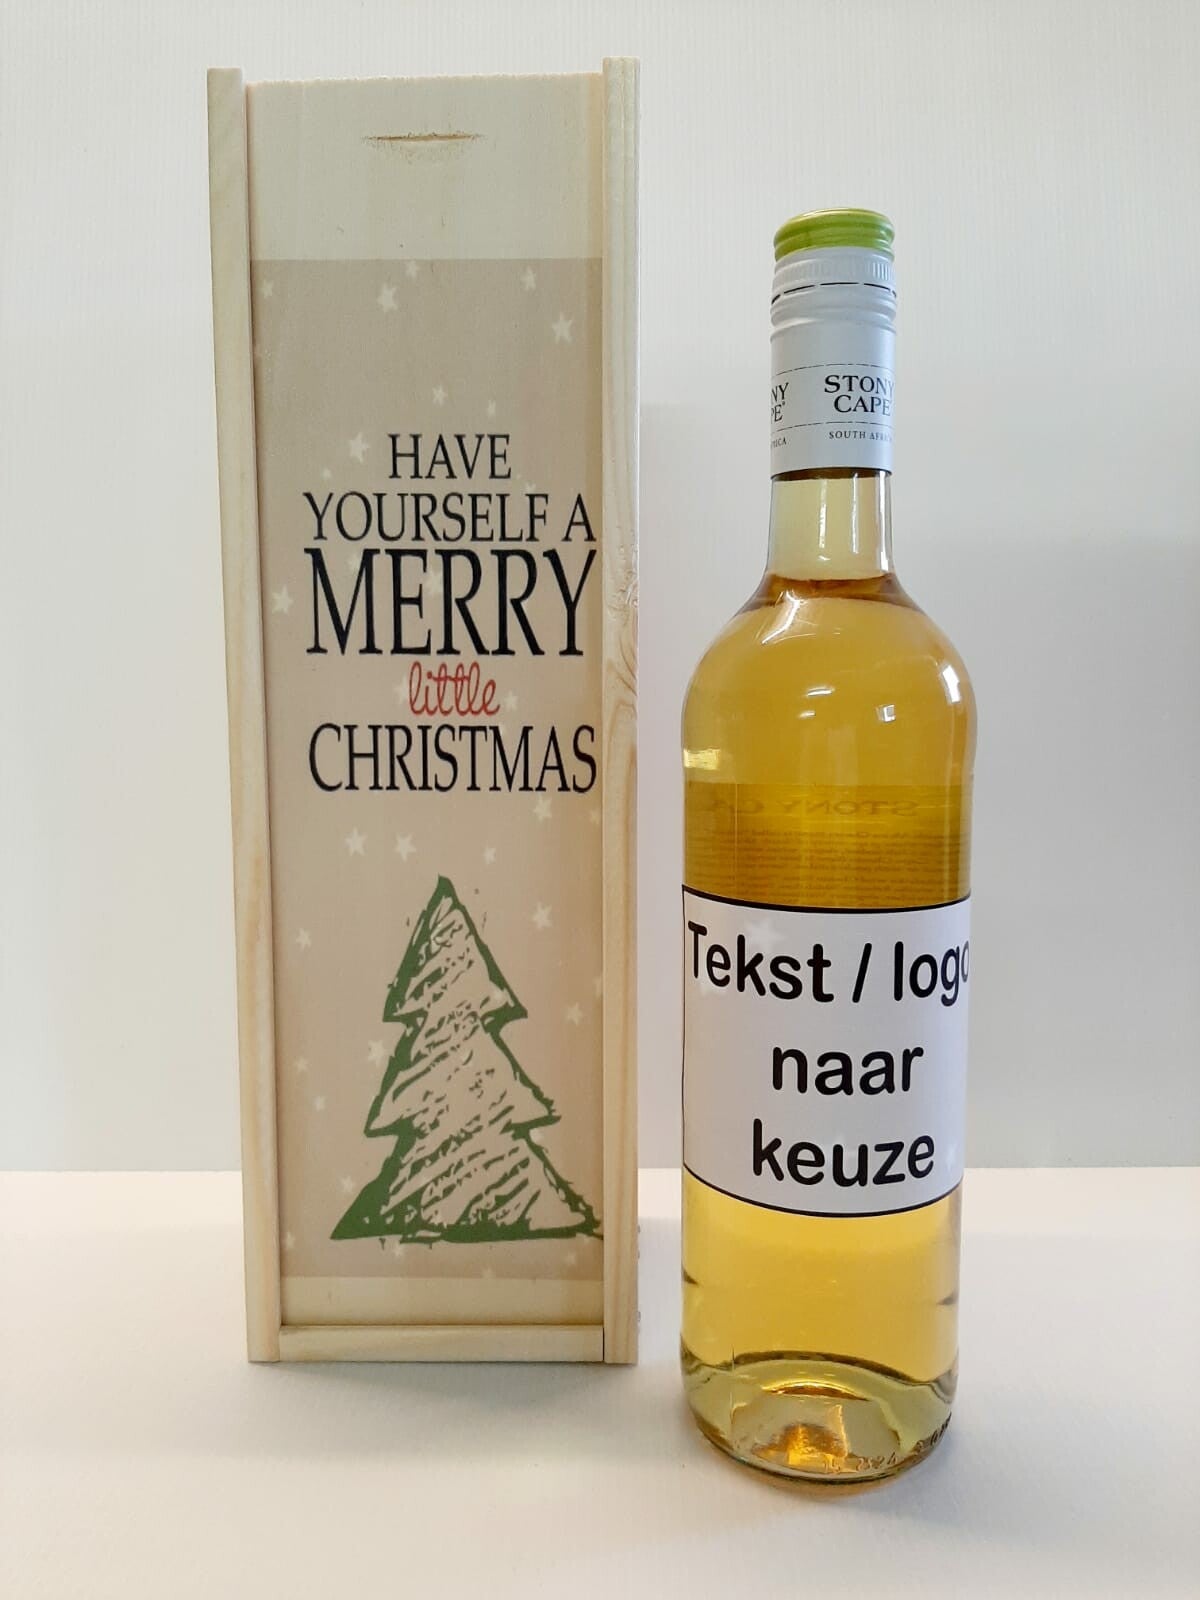 HAVE
YOURSELF A
MERRY
little
CHRISTMAS
STONY
CAPE
SOUTH AFRICA
Tekst / logo
naar
keuze